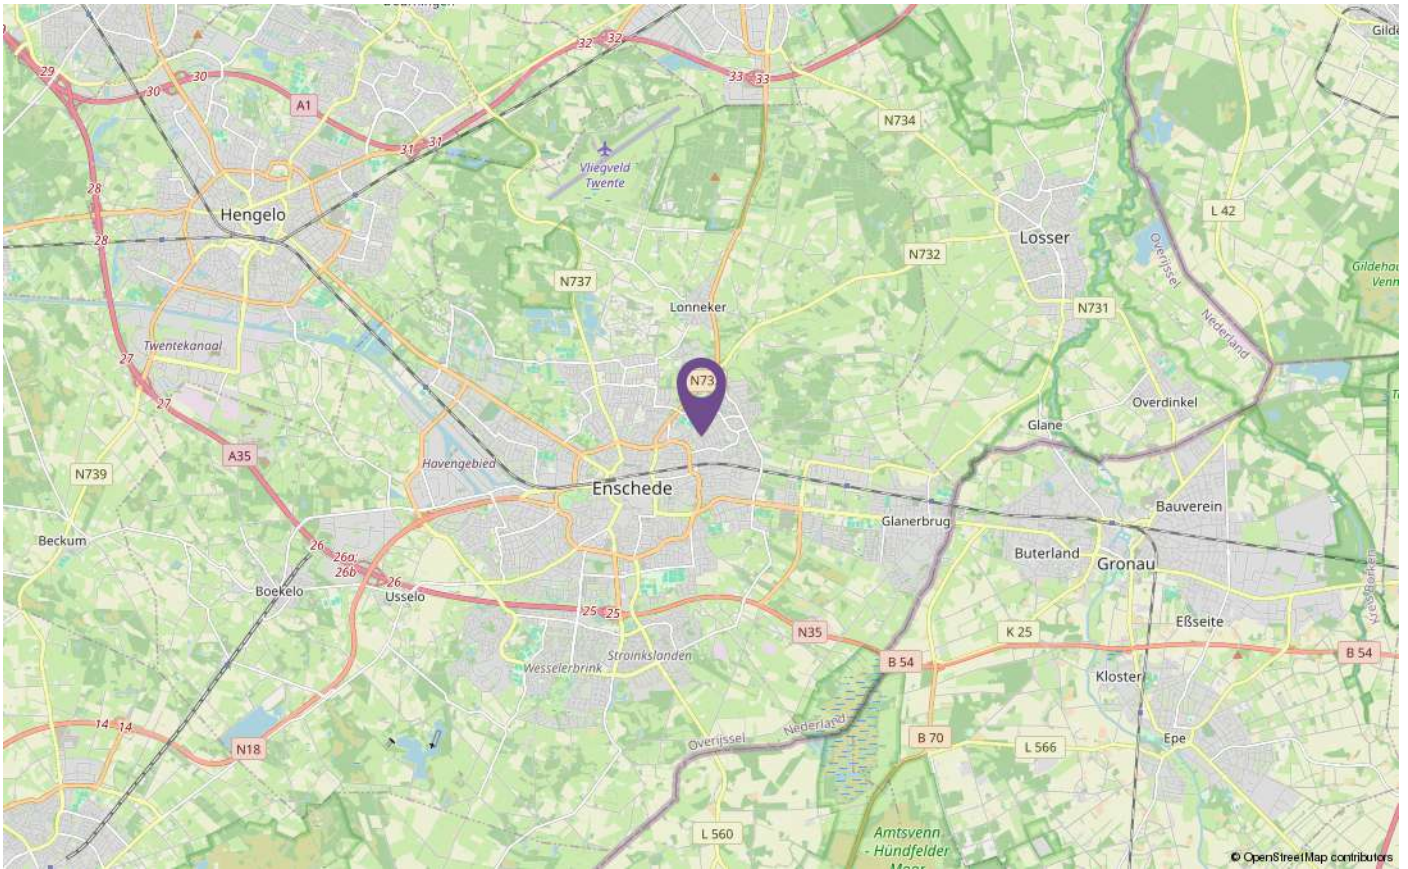 32
32
29
30
30
33
33
A1
N734
31
31
Vliegveld
Twente
28
Hengelo
L 42
28
Losser
Overijssel
N732
N737
Nederland
Lonneker
N731
Twentekanaal
27
N73
27
Overdinkel
Glane
A35
Havengebied
N739
Enschede
Bauverein
Glanerbrug
Beckum
26
26a;
26b
26
Buterland
Gronau
Boekelo
Usselo
25
25
Kreis Borken
Eßseite
N35
K 25
Stroinkslanden
Wesselerbrink
B 54
B 54
Kloster
14
14
N18
Nederland
Overijssel
B 70
L 566
Epe
L 560
Amtsvenn
- Hündfelder
Moor
© OpenStreetMap contributors